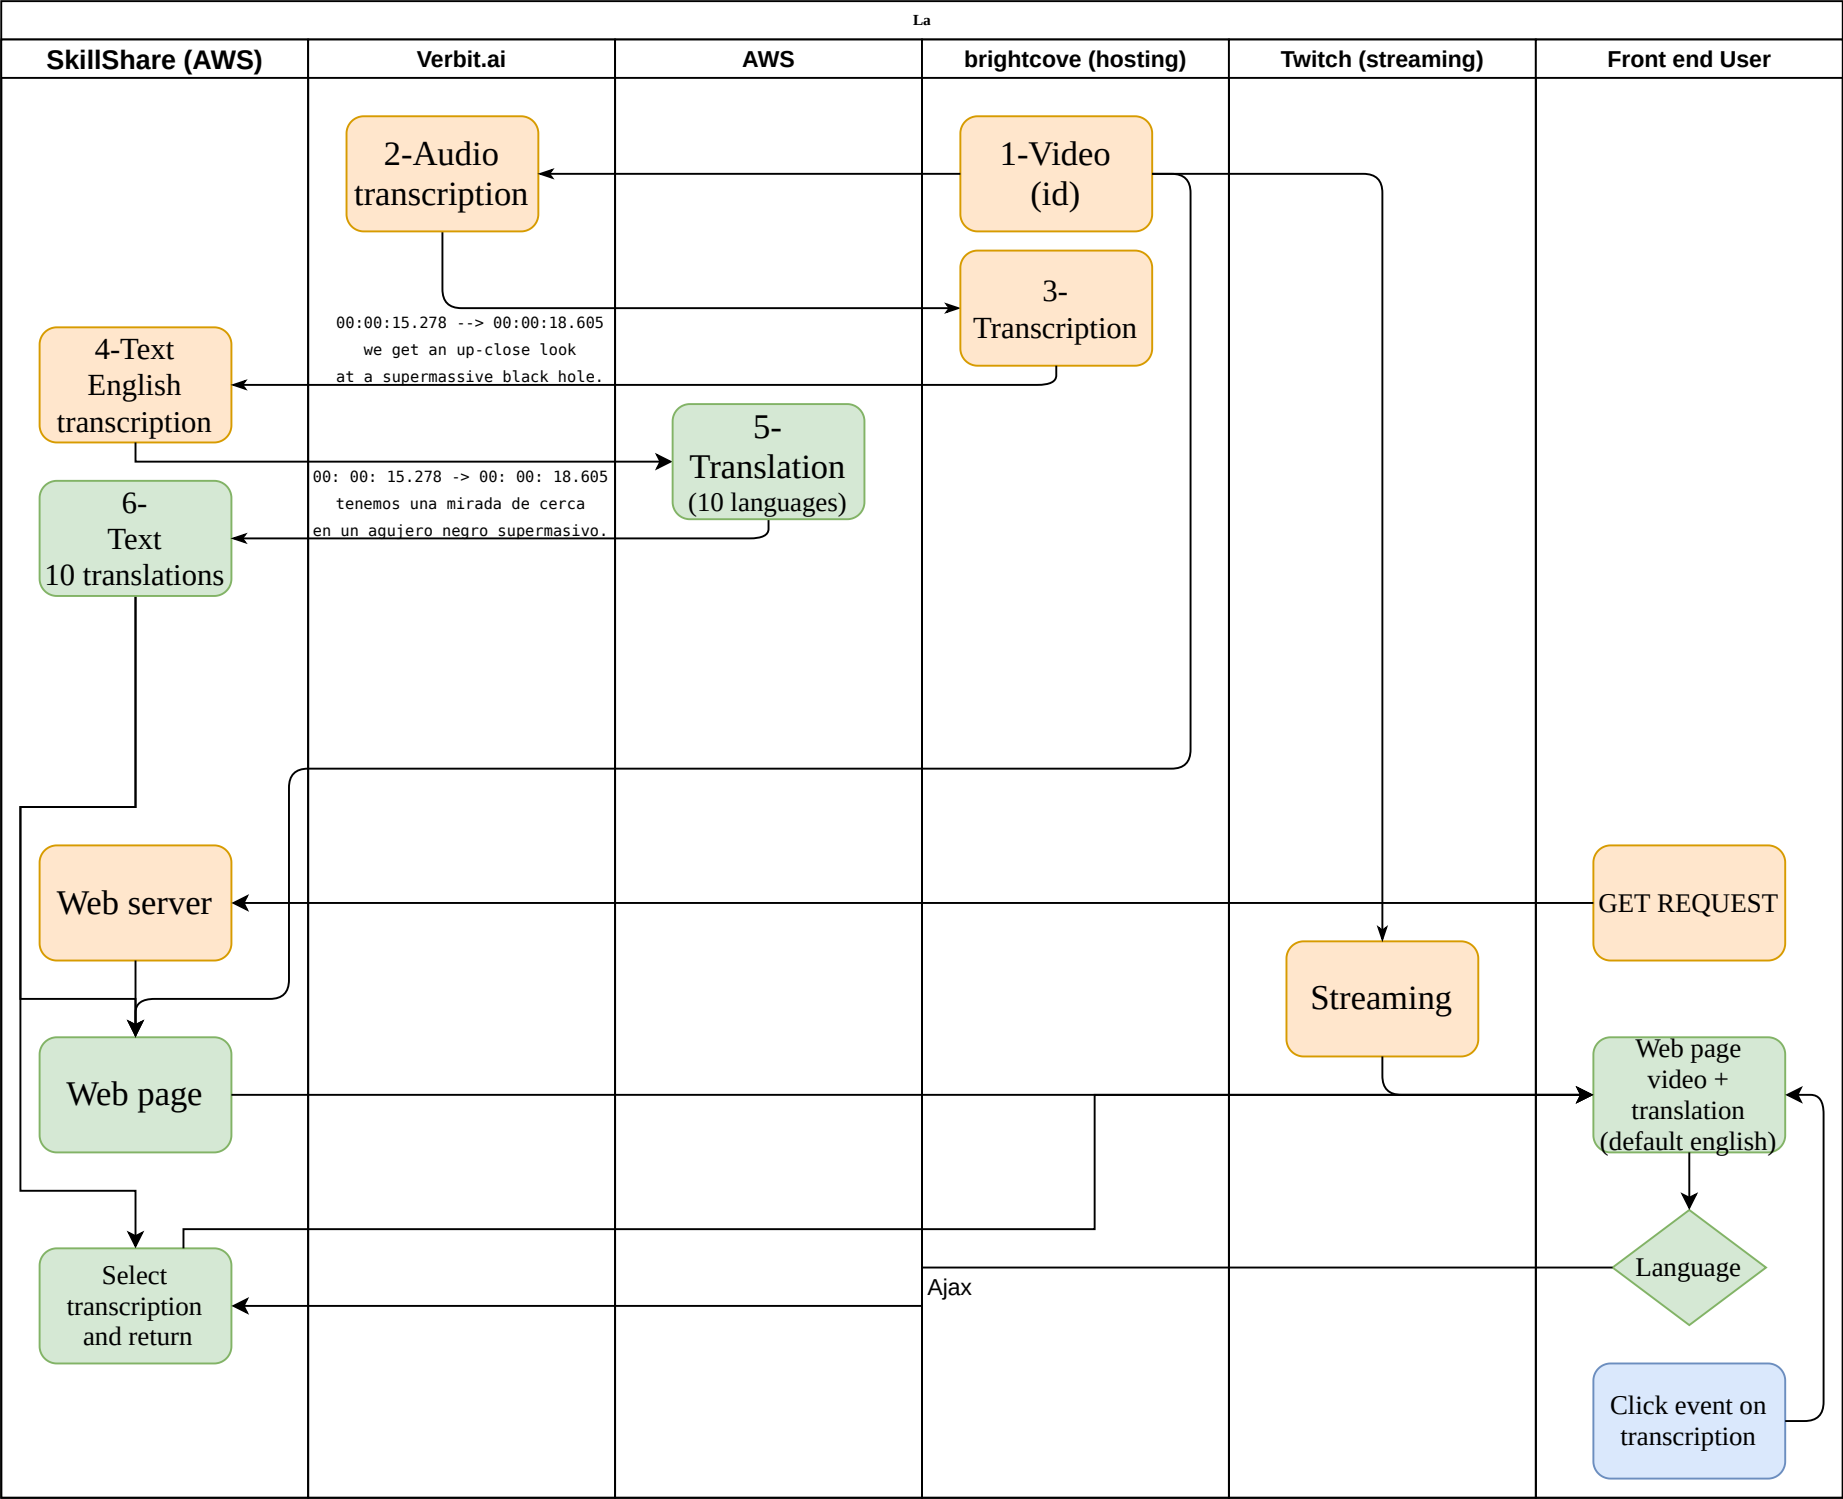 La
SkillShare (AWS)
Verbit.ai
AWS
brightcove (hosting)
Twitch (streaming)
Front end User
2-Audio
transcription
1-Video
(id)
3-
Transcription
00:00:15.278 --> 00:00:18.605
we get an up-close look
at a supermassive black hole.
4-Text
English
transcription
5-
Translation
(10 languages)
00: 00: 15.278 -> 00: 00: 18.605
tenemos una mirada de cerca
en un agujero negro supermasivo.
6-
Text
10 translations
Web server
GET REQUEST
Streaming
Web page
Web page
video +
translation
(default english)
Select
transcription
and return
Ajax
Language
Click event on
transcription